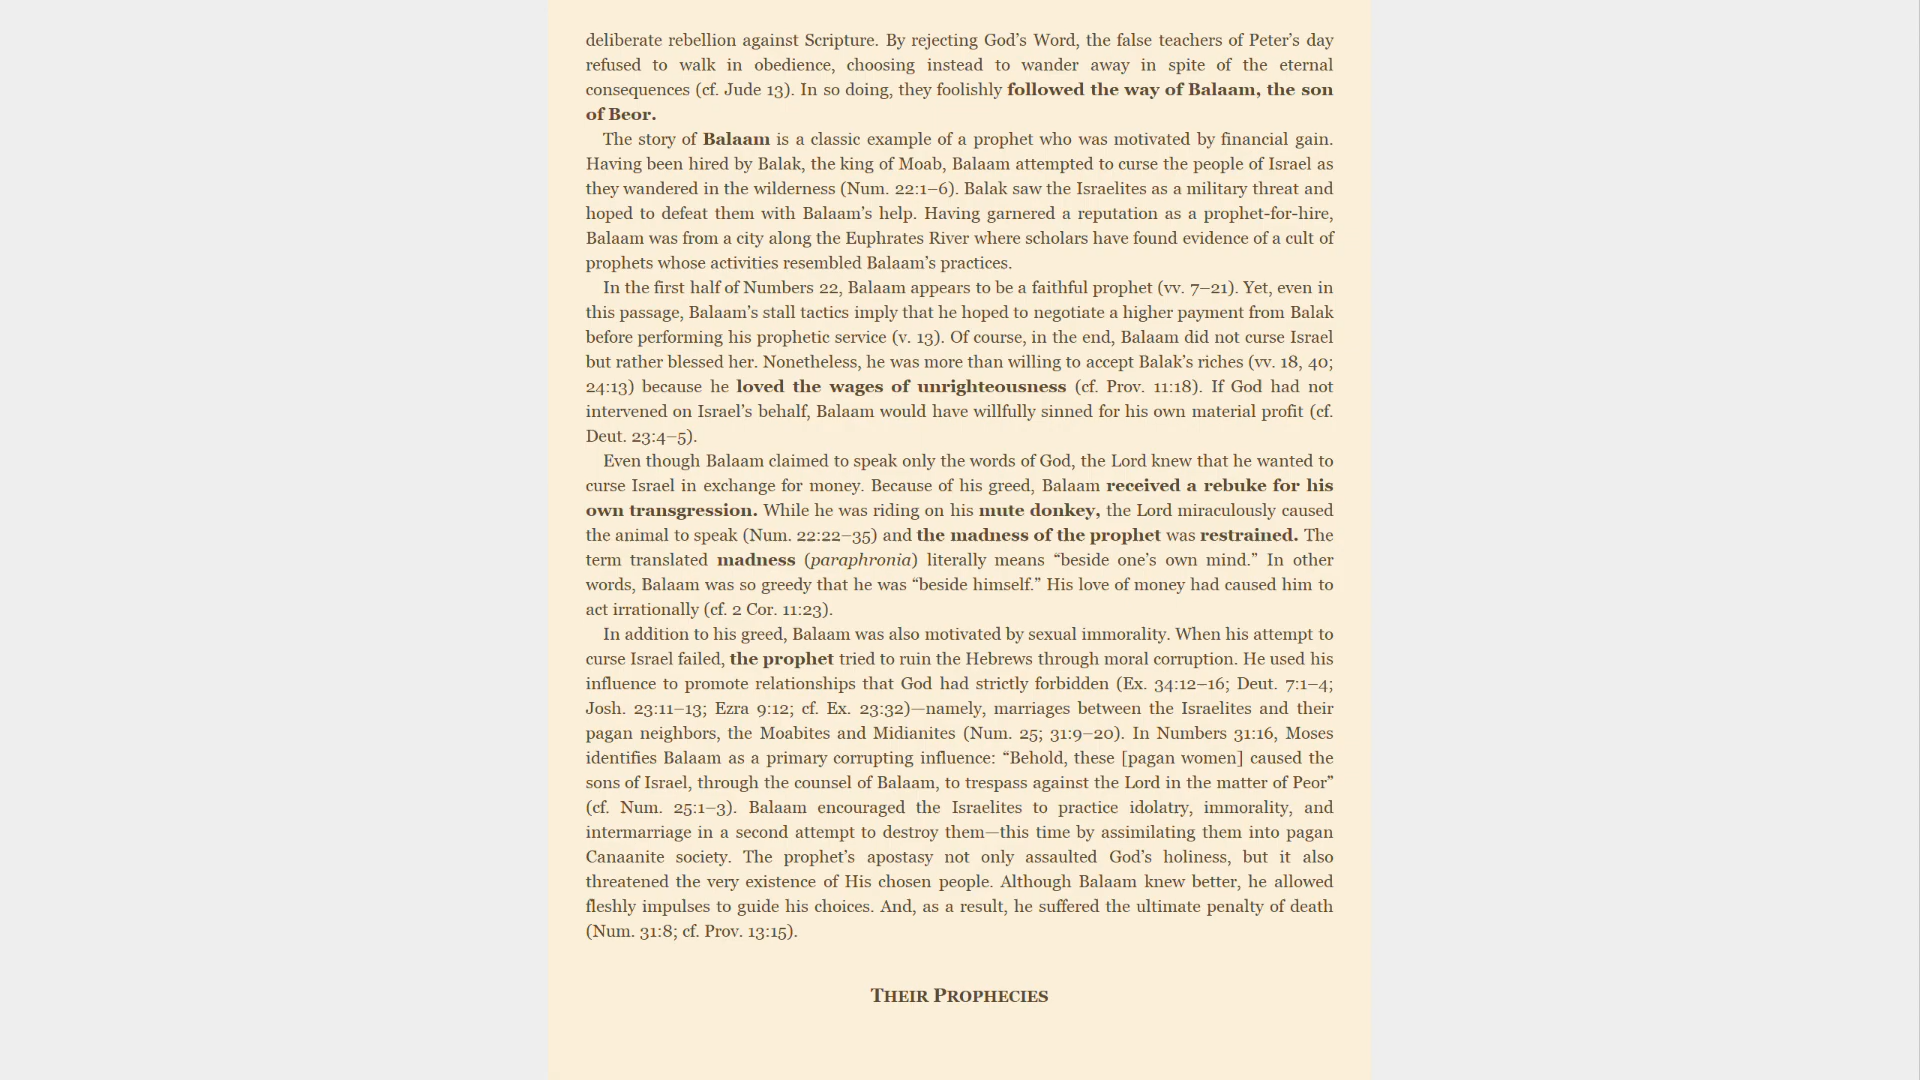 deliberate rebellion against Scripture. By rejecting God’s Word, the false teachers of Peter’s day
refused to walk in obedience, choosing instead to wander away in spite of the eternal
consequences (cf. Jude 13). In so doing, they foolishly followed the way of Balaam, the son
of Beor.
The story of Balaam is a classic example of a prophet who was motivated by financial gain.
Having been hired by Balak, the king of Moab, Balaam attempted to curse the people of Israel as
they wandered in the wilderness (Num. 22:1–6). Balak saw the Israelites as a military threat and
hoped to defeat them with Balaam’s help. Having garnered a reputation as a prophet-for-hire,
Balaam was from a city along the Euphrates River where scholars have found evidence of a cult of
prophets whose activities resembled Balaam’s practices.
In the first half of Numbers 22, Balaam appears to be a faithful prophet (vv. 7–21). Yet, even in
this passage, Balaam’s stall tactics imply that he hoped to negotiate a higher payment from Balak
before performing his prophetic service (v. 13). Of course, in the end, Balaam did not curse Israel
but rather blessed her. Nonetheless, he was more than willing to accept Balak’s riches (vv. 18, 40;
24:13) because he loved the wages of unrighteousness (cf. Prov. 11:18). If God had not
intervened on Israel’s behalf, Balaam would have willfully sinned for his own material profit (cf.
Deut. 23:4–5).
Even though Balaam claimed to speak only the words of God, the Lord knew that he wanted to
curse Israel in exchange for money. Because of his greed, Balaam received a rebuke for his
own transgression. While he was riding on his mute donkey, the Lord miraculously caused
the animal to speak (Num. 22:22–35) and the madness of the prophet was restrained. The
term translated madness (paraphronia) literally means “beside one’s own mind.” In other
words, Balaam was so greedy that he was “beside himself.” His love of money had caused him to
act irrationally (cf. 2 Cor. 11:23).
In addition to his greed, Balaam was also motivated by sexual immorality. When his attempt to
curse Israel failed, the prophet tried to ruin the Hebrews through moral corruption. He used his
influence to promote relationships that God had strictly forbidden (Ex. 34:12–16; Deut. 7:1–4;
Josh. 23:11–13; Ezra 9:12; cf. Ex. 23:32)—namely, marriages between the Israelites and their
pagan neighbors, the Moabites and Midianites (Num. 25; 31:9–20). In Numbers 31:16, Moses
identifies Balaam as a primary corrupting influence: “Behold, these [pagan women] caused the
sons of Israel, through the counsel of Balaam, to trespass against the Lord in the matter of Peor”
(cf. Num. 25:1–3). Balaam encouraged the Israelites to practice idolatry, immorality, and
intermarriage in a second attempt to destroy them—this time by assimilating them into pagan
Canaanite society. The prophet’s apostasy not only assaulted God’s holiness, but it also
threatened the very existence of His chosen people. Although Balaam knew better, he allowed
fleshly impulses to guide his choices. And, as a result, he suffered the ultimate penalty of death
(Num. 31:8; cf. Prov. 13:15).
THEIR PROPHECIES